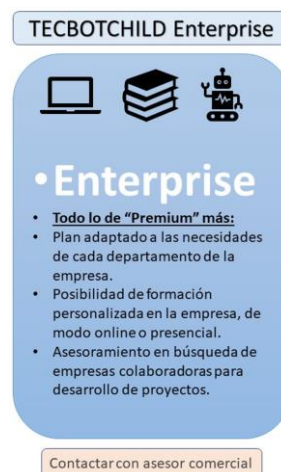 TECBOTCHILD Enterprise
•Enterprise
• Todo lo de “Premium” más:
• Plan adaptado a las necesidades
de cada departamento de la
empresa.
• Posibilidad de formación
personalizada en la empresa, de
modo online o presencial.
• Asesoramiento en búsqueda de
empresas colaboradoras para
desarrollo de proyectos.
Contactar con asesor comercial